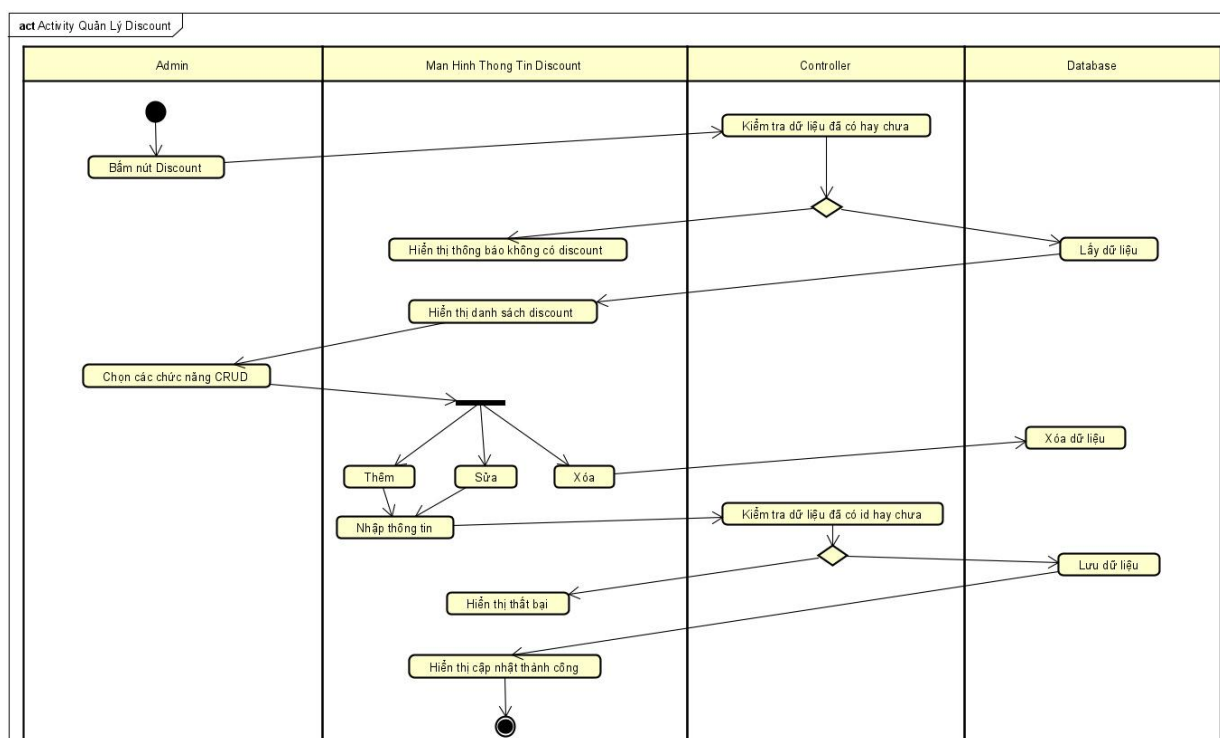 act Activity Quản Lý Discount
Admin
Man Hinh Thong Tin Discount
Controller
Database
Kiểm tra dữ liệu đã có hay chưa
Bấm nút Discount
Hiển thị thông báo không có discount
Lấy dữ liệu
Hiển thị danh sách discount
Chọn các chức năng CRUD
Xóa dữ liệu
Thêm
Sửa
Xóa
Kiểm tra dữ liệu đã có id hay chưa
Nhập thông tin
Lưu dữ liệu
Hiển thị thất bại
Hiển thị cập nhật thành công